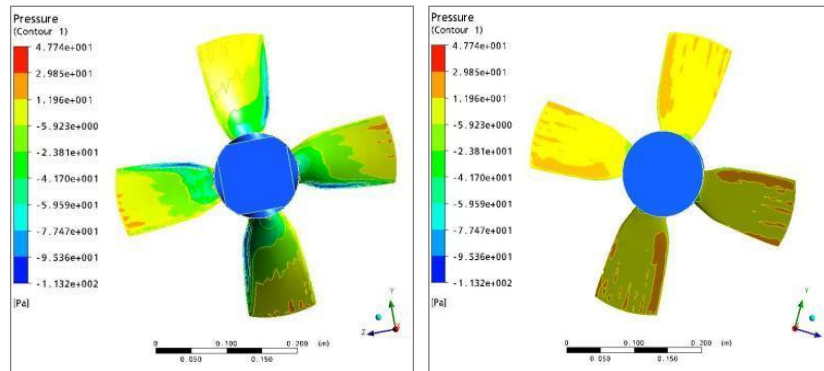 Pressure
(Contour 1)
4.774e+001
2.985e+001
1.196e+001
-5.923e+000
-2.381e+001
-4.170e+001
-5.959e+001
-7.747e+001
-9.536e+001
-1.132e+002
[Pa]
0 0.100 0.200 (m)
0.050 0.150
Y
Z
Pressure
(Contour 1)
4.774e+001
2.985e+001
1.196e+001
-5.923e+000
-2.381e+001
-4.170e+001
-5.959e+001
-7.747e+001
-9.536e+001
-1.132e+002
[Pa]
0 0.100 0.200 (m)
0.050 0.150
Y